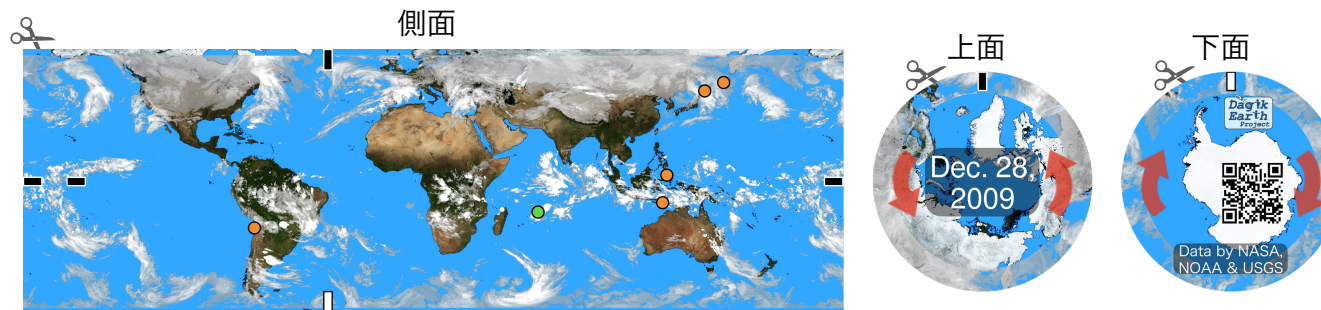 側面
上面
下面
Dec. 28,
2009
Dagik
Earth
Project
Data by NASA,
NOAA & USGS